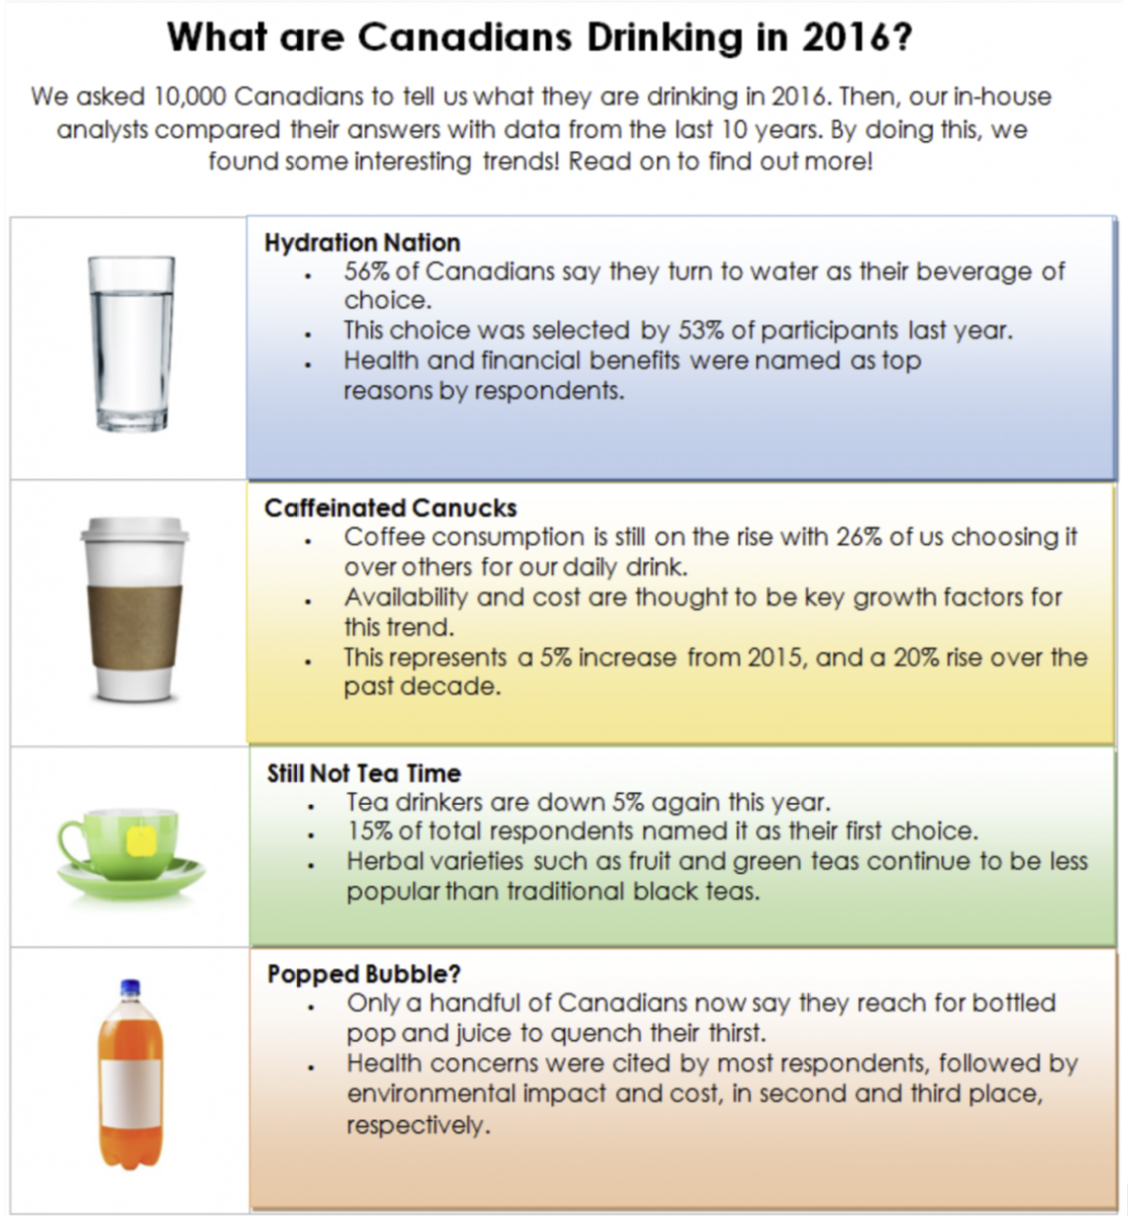 What are Canadians Drinking in 2016?
We asked 10,000 Canadians to tell us what they are drinking in 2016. Then, our in-house
analysts compared their answers with data from the last 10 years. By doing this, we
found some interesting trends! Read on to find out more!
Hydration Nation
• 56% of Canadians say they turn to water as their beverage of
choice.
• This choice was selected by 53% of participants last year.
• Health and financial benefits were named as top
reasons by respondents.
Caffeinated Canucks
• Coffee consumption is still on the rise with 26% of us choosing it
over others for our daily drink.
• Availability and cost are thought to be key growth factors for
this trend.
• This represents a 5% increase from 2015, and a 20% rise over the
past decade.
Still Not Tea Time
• Tea drinkers are down 5% again this year.
• 15% of total respondents named it as their first choice.
• Herbal varieties such as fruit and green teas continue to be less
popular than traditional black teas.
Popped Bubble?
• Only a handful of Canadians now say they reach for bottled
pop and juice to quench their thirst.
• Health concerns were cited by most respondents, followed by
environmental impact and cost, in second and third place,
respectively.